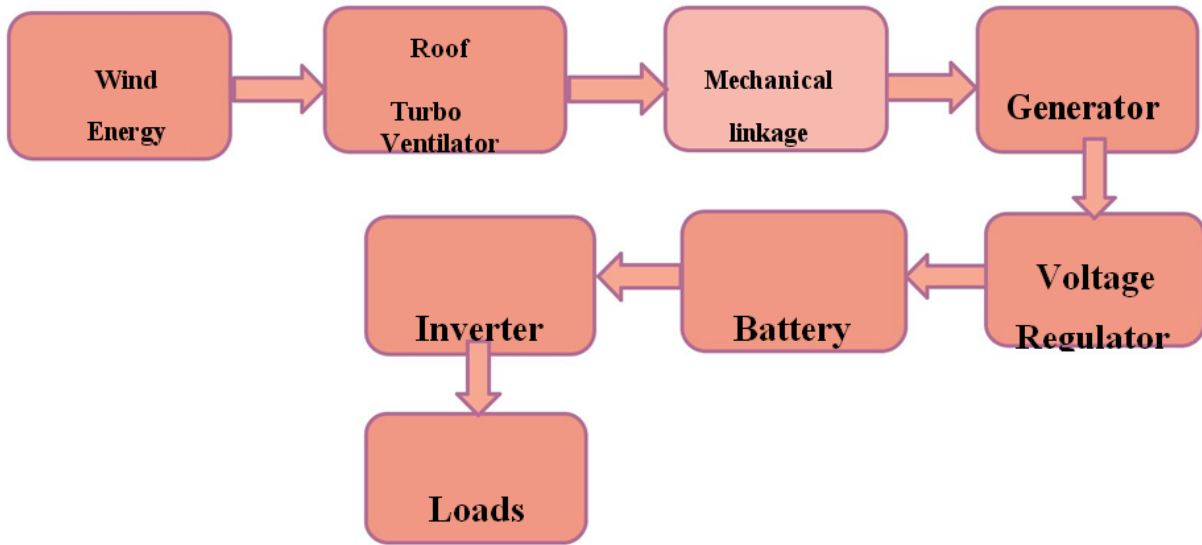 Wind
Energy
Roof
Turbo
Ventilator
Mechanical
linkage
Generator
Voltage
Regulator
Battery
Inverter
Loads